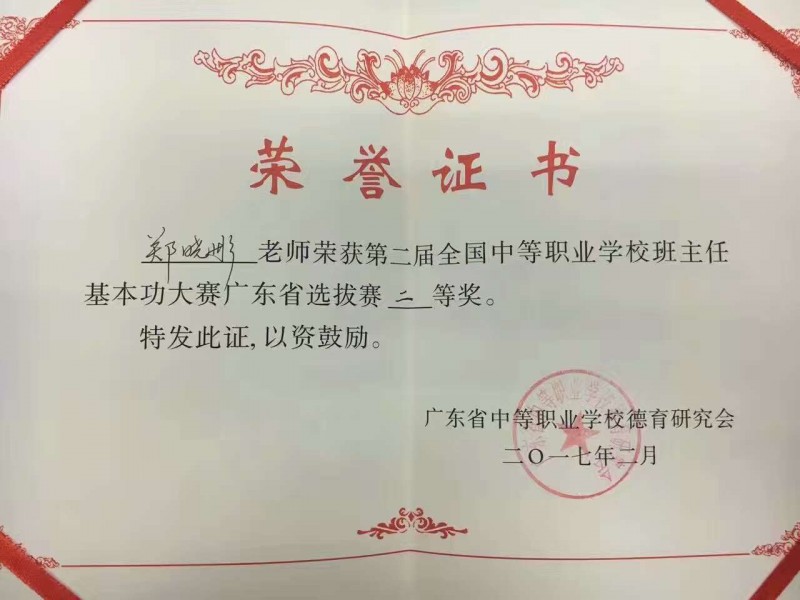 荣誉证书
郑晓彤 老师荣获第二届全国中等职业学校班主任
基本功大赛广东省选拔赛 二 等奖。
特发此证,以资鼓励。
广东省中等职业学校德育研究会
二〇一七年二月